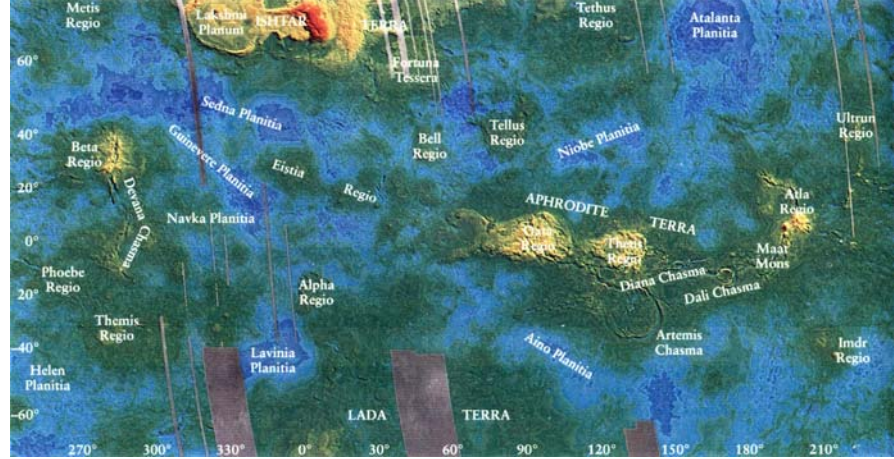 Metis
Regio
Lakshmi
Planum
ISHTAR
TERRA
Tethus
Regio
Atalanta
Planitia
60°
Fortuna
Tessera
Sedna Planitia
40°
Beta
Regio
Guinevere Planitia
Eistla
Regio
Bell
Regio
Tellus
Regio
Niobe Planitia
Ultrun
Regio
20°
Devana
Chasma
Navka Planitia
APHRODITE
TERRA
Atla
Regio
0°
Ovda
Regio
Thetis
Regio
Maat
Mons
Phoebe
Regio
Diana Chasma
Dali Chasma
20°
Alpha
Regio
Themis
Regio
Artemis
Chasma
Imdr
Regio
-40°
Lavinia
Planitia
Aino Planitia
Helen
Planitia
-60°
LADA
TERRA
270°
300°
330°
0°
30°
60°
90°
120°
150°
180°
210°